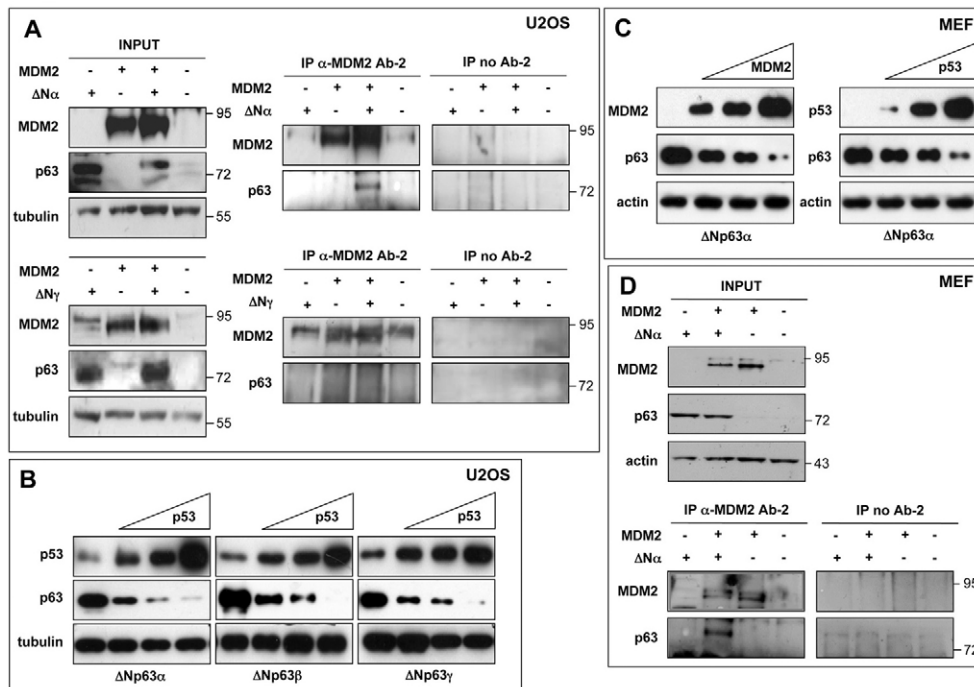 A
U2OS
INPUT
MDM2 - + + -
ΔNα + - + -
MDM2
95
p63
72
tubulin
55
IP α-MDM2 Ab-2
IP no Ab-2
MDM2 - + + - - + + -
ΔNα + - + - + - + -
MDM2
95
p63
72
MDM2 - + + -
ΔNγ + - + -
MDM2
95
p63
72
tubulin
55
IP α-MDM2 Ab-2
IP no Ab-2
MDM2 - + + - - + + -
ΔNγ + - + - + - + -
MDM2
95
p63
72
B
U2OS
p53
p53
p53
p53
p63
tubulin
ΔNp63α
ΔNp63β
ΔNp63γ
C
MEF
MDM2
p53
MDM2
p53
p63
p63
actin
actin
ΔNp63α
ΔNp63α
D
MEF
INPUT
MDM2 - + + -
ΔNα + + - -
MDM2
95
p63
72
actin
43
IP α-MDM2 Ab-2
IP no Ab-2
MDM2 - + + - - + + -
ΔNα + + - - + + - -
MDM2
95
p63
72